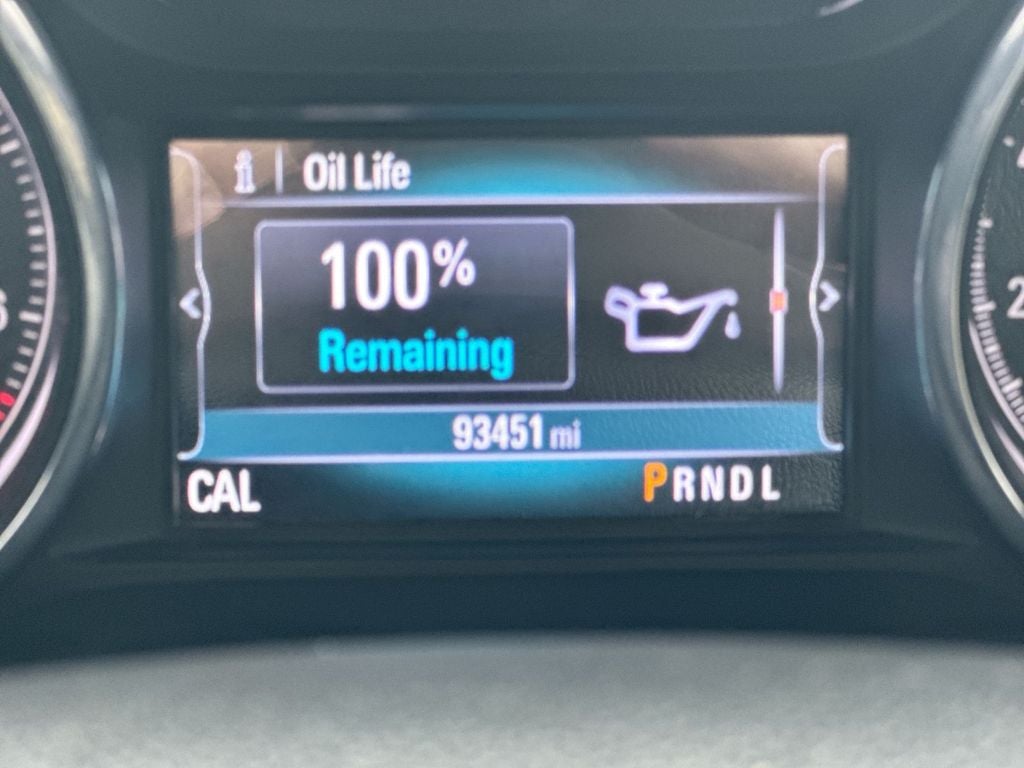 Oil Life
100%
Remaining
93451 mi
CAL
PRNDL